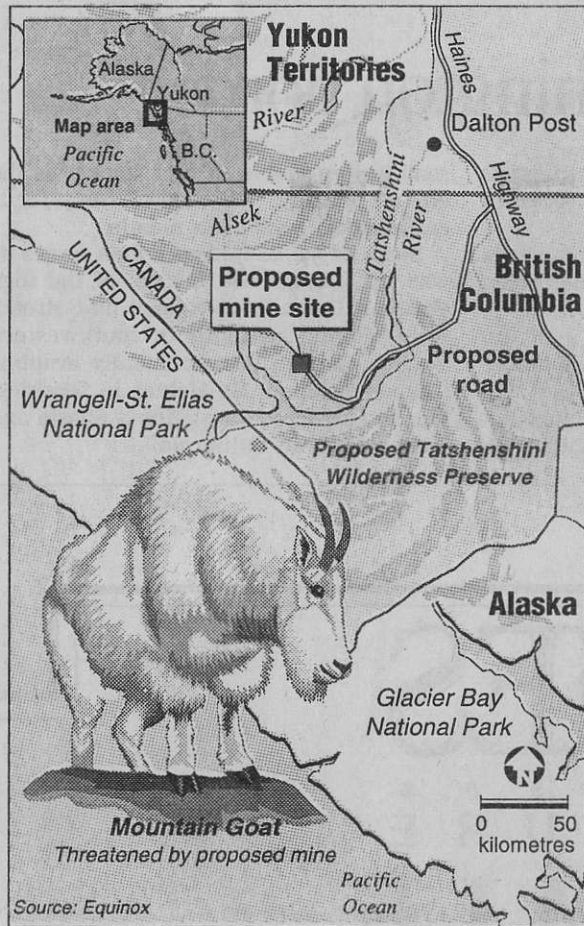 Alaska
Yukon
Map area
Pacific
Ocean
B.C.
Yukon
Territories
Haines
Highway
River
Alsek
Dalton Post
Tatshenshini
River
CANADA
UNITED STATES
Proposed
mine site
British
Columbia
Proposed
road
Wrangell-St. Elias
National Park
Proposed Tatshenshini
Wilderness Preserve
Alaska
Glacier Bay
National Park
N
0 50
kilometres
Mountain Goat
Threatened by proposed mine
Pacific
Ocean
Source: Equinox